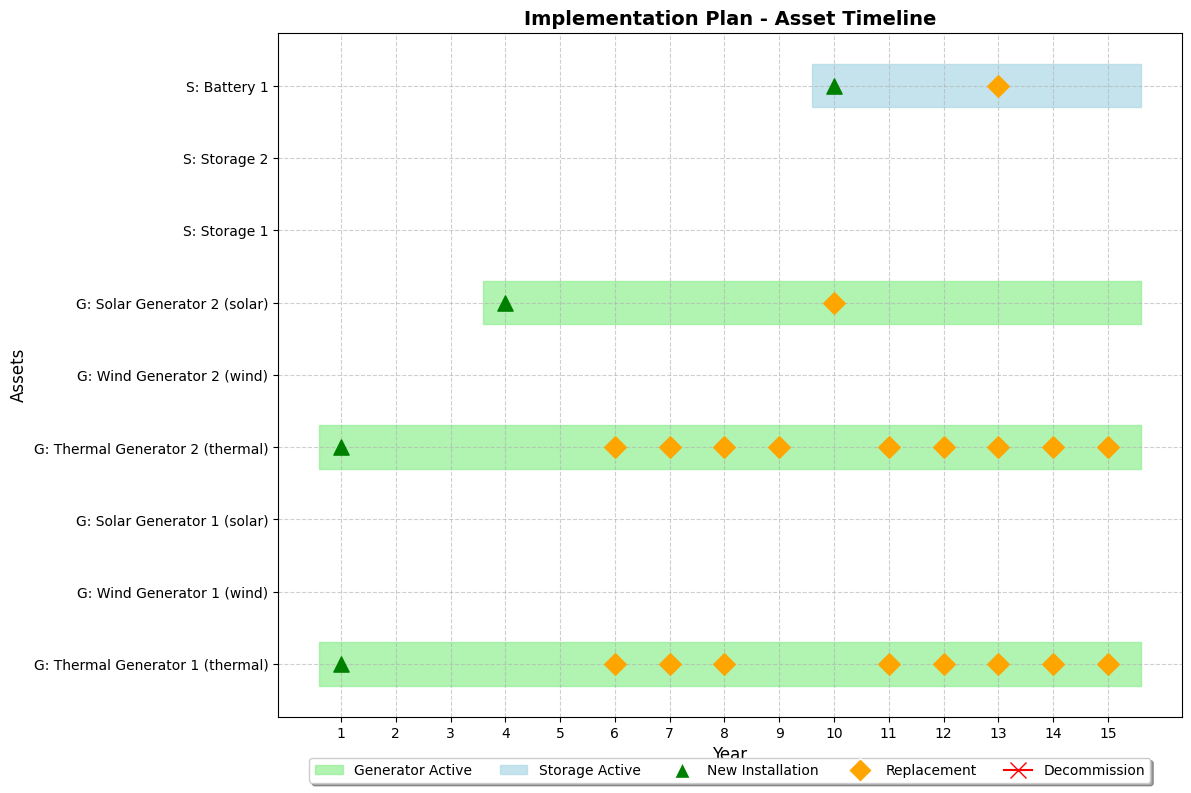 Implementation Plan - Asset Timeline
Assets
S: Battery 1
S: Storage 2
S: Storage 1
G: Solar Generator 2 (solar)
G: Wind Generator 2 (wind)
G: Thermal Generator 2 (thermal)
G: Solar Generator 1 (solar)
G: Wind Generator 1 (wind)
G: Thermal Generator 1 (thermal)
1 2 3 4 5 6 7 8 9 10 11 12 13 14 15
Year
Generator Active Storage Active New Installation Replacement Decommission